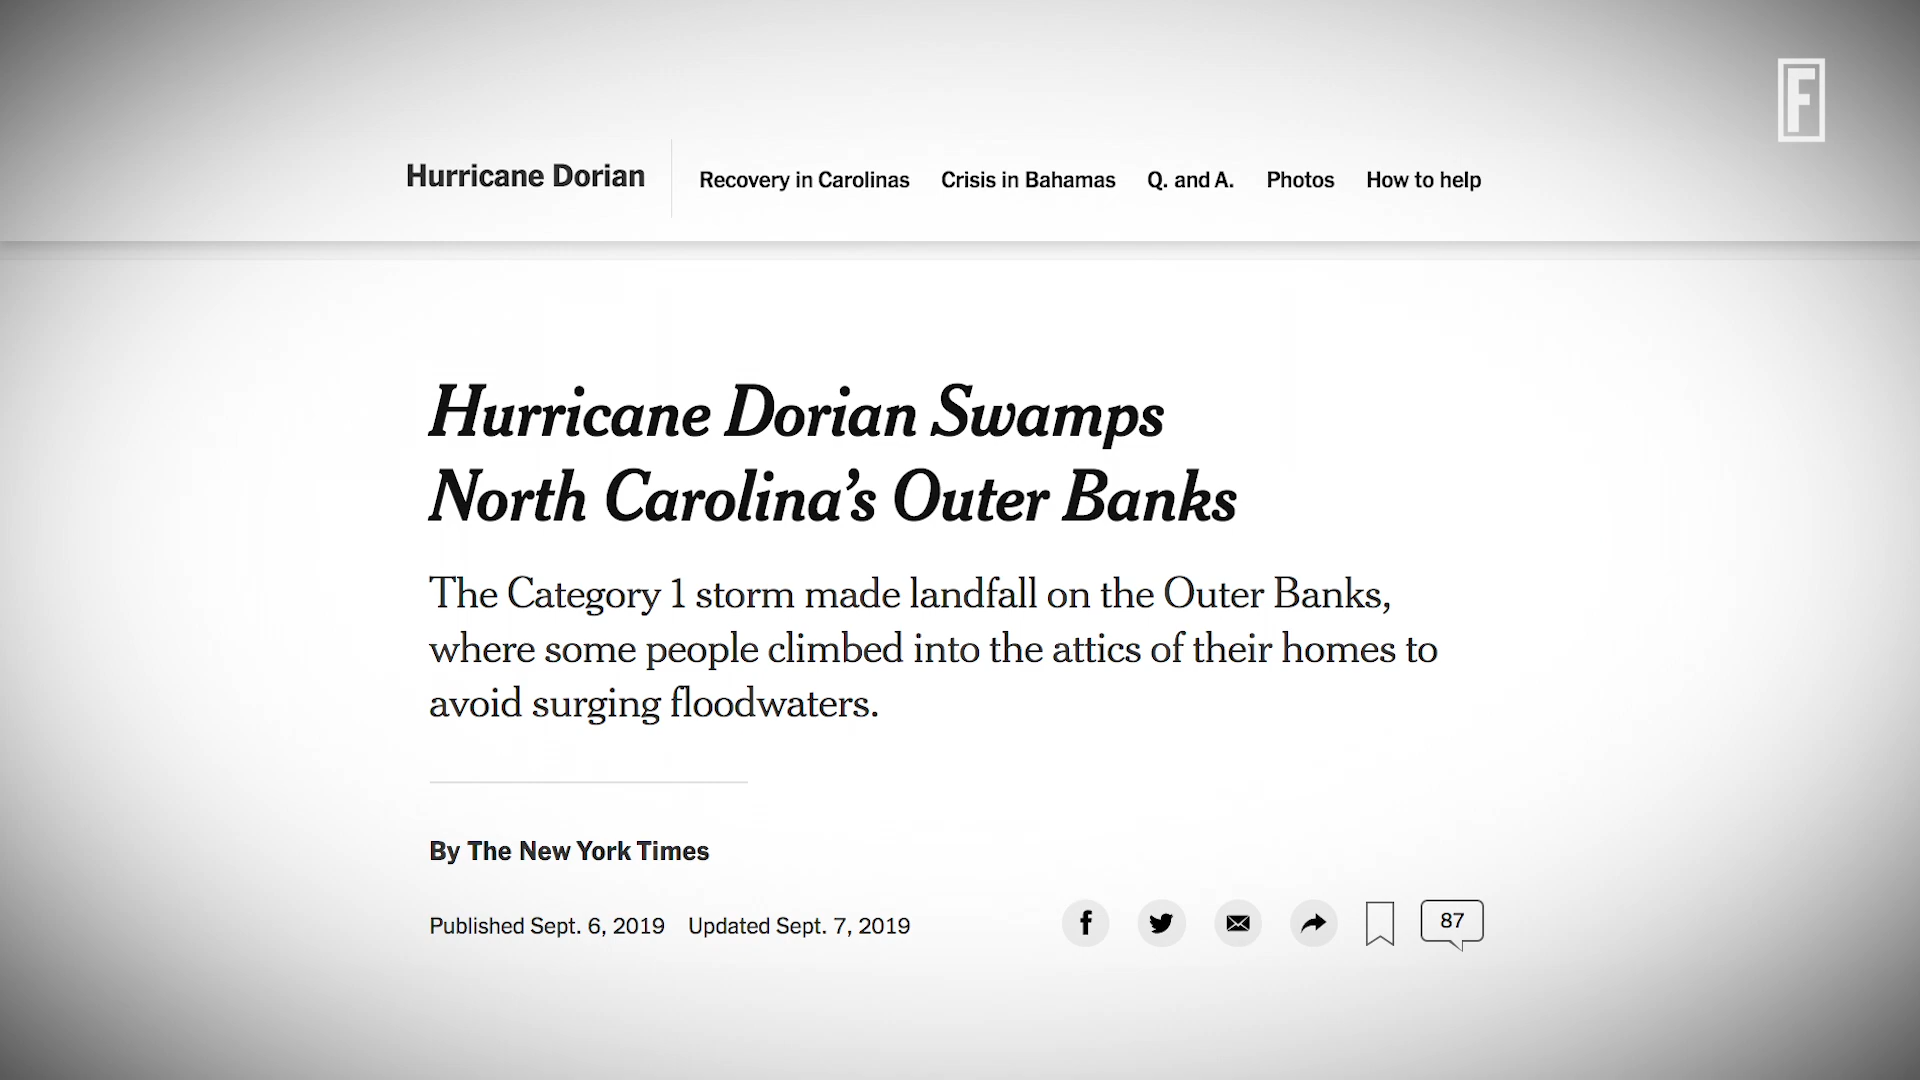 F
Hurricane Dorian
Recovery in Carolinas
Crisis in Bahamas
Q. and A.
Photos
How to help
Hurricane Dorian Swamps
North Carolina’s Outer Banks
The Category 1 storm made landfall on the Outer Banks,
where some people climbed into the attics of their homes to
avoid surging floodwaters.
By The New York Times
Published Sept. 6, 2019
Updated Sept. 7, 2019
f
87